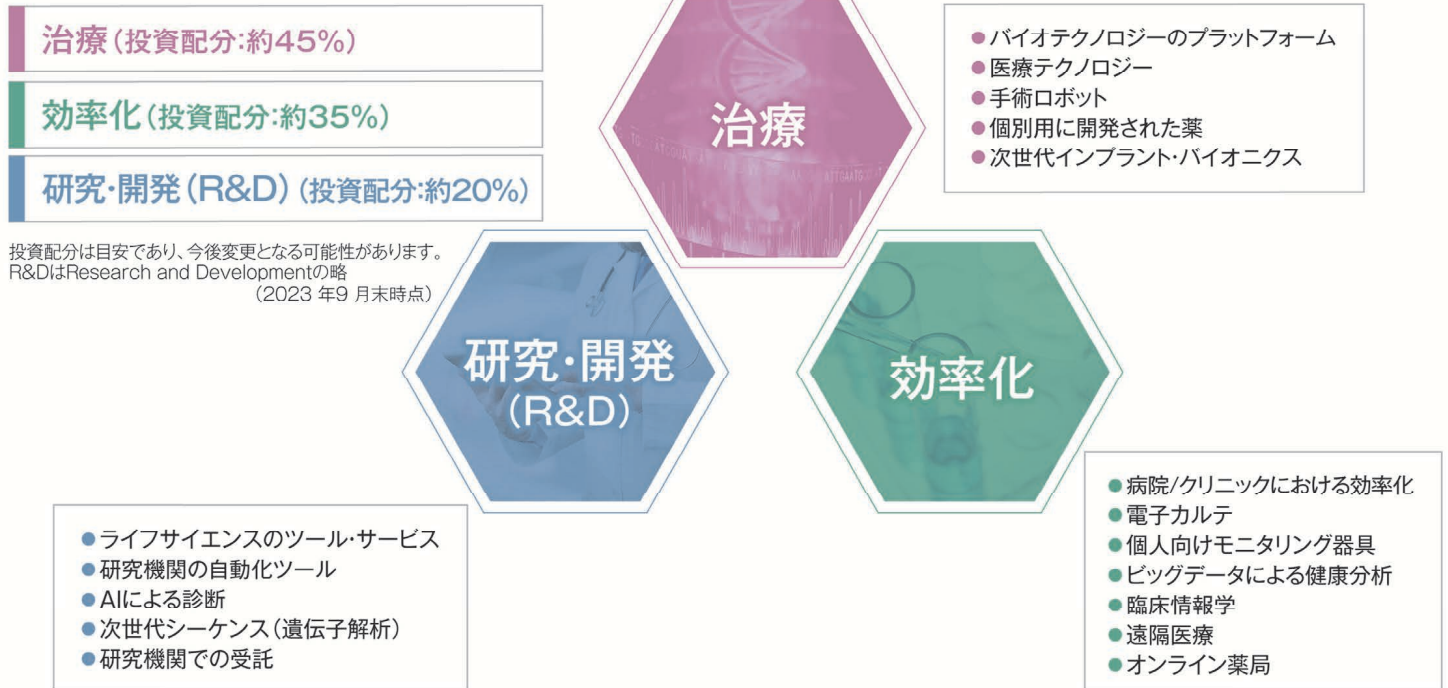 治療(投資配分:約45%)
効率化(投資配分:約35%)
研究・開発(R&D)(投資配分:約20%)
投資配分は目安であり、今後変更となる可能性があります。
R&DはResearch and Developmentの略
(2023 年9 月末時点)
治療
● バイオテクノロジーのプラットフォーム
● 医療テクノロジー
● 手術ロボット
● 個別用に開発された薬
● 次世代インプラント・バイオニクス
研究・開発
(R&D)
効率化
● ライフサイエンスのツール・サービス
● 研究機関の自動化ツール
● AIによる診断
● 次世代シーケンス(遺伝子解析)
● 研究機関での受託
● 病院/クリニックにおける効率化
● 電子カルテ
● 個人向けモニタリング器具
● ビッグデータによる健康分析
● 臨床情報学
● 遠隔医療
● オンライン薬局